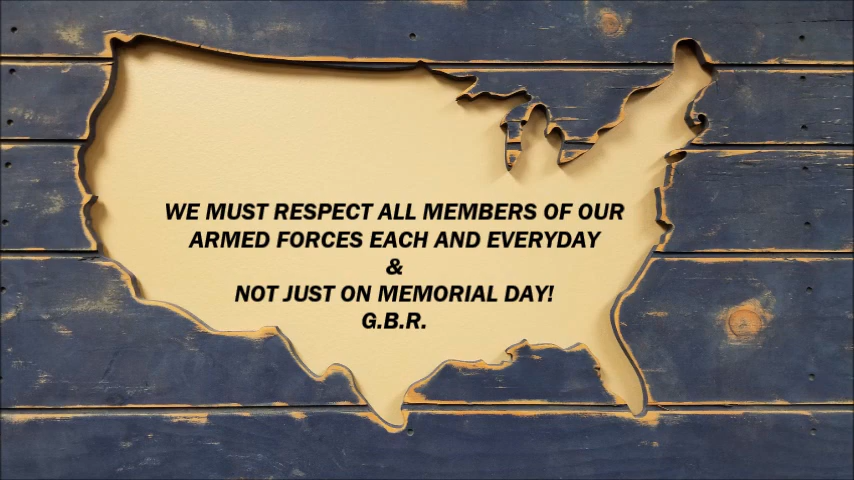 WE MUST RESPECT ALL MEMBERS OF OUR
ARMED FORCES EACH AND EVERYDAY
&
NOT JUST ON MEMORIAL DAY!
G.B.R.